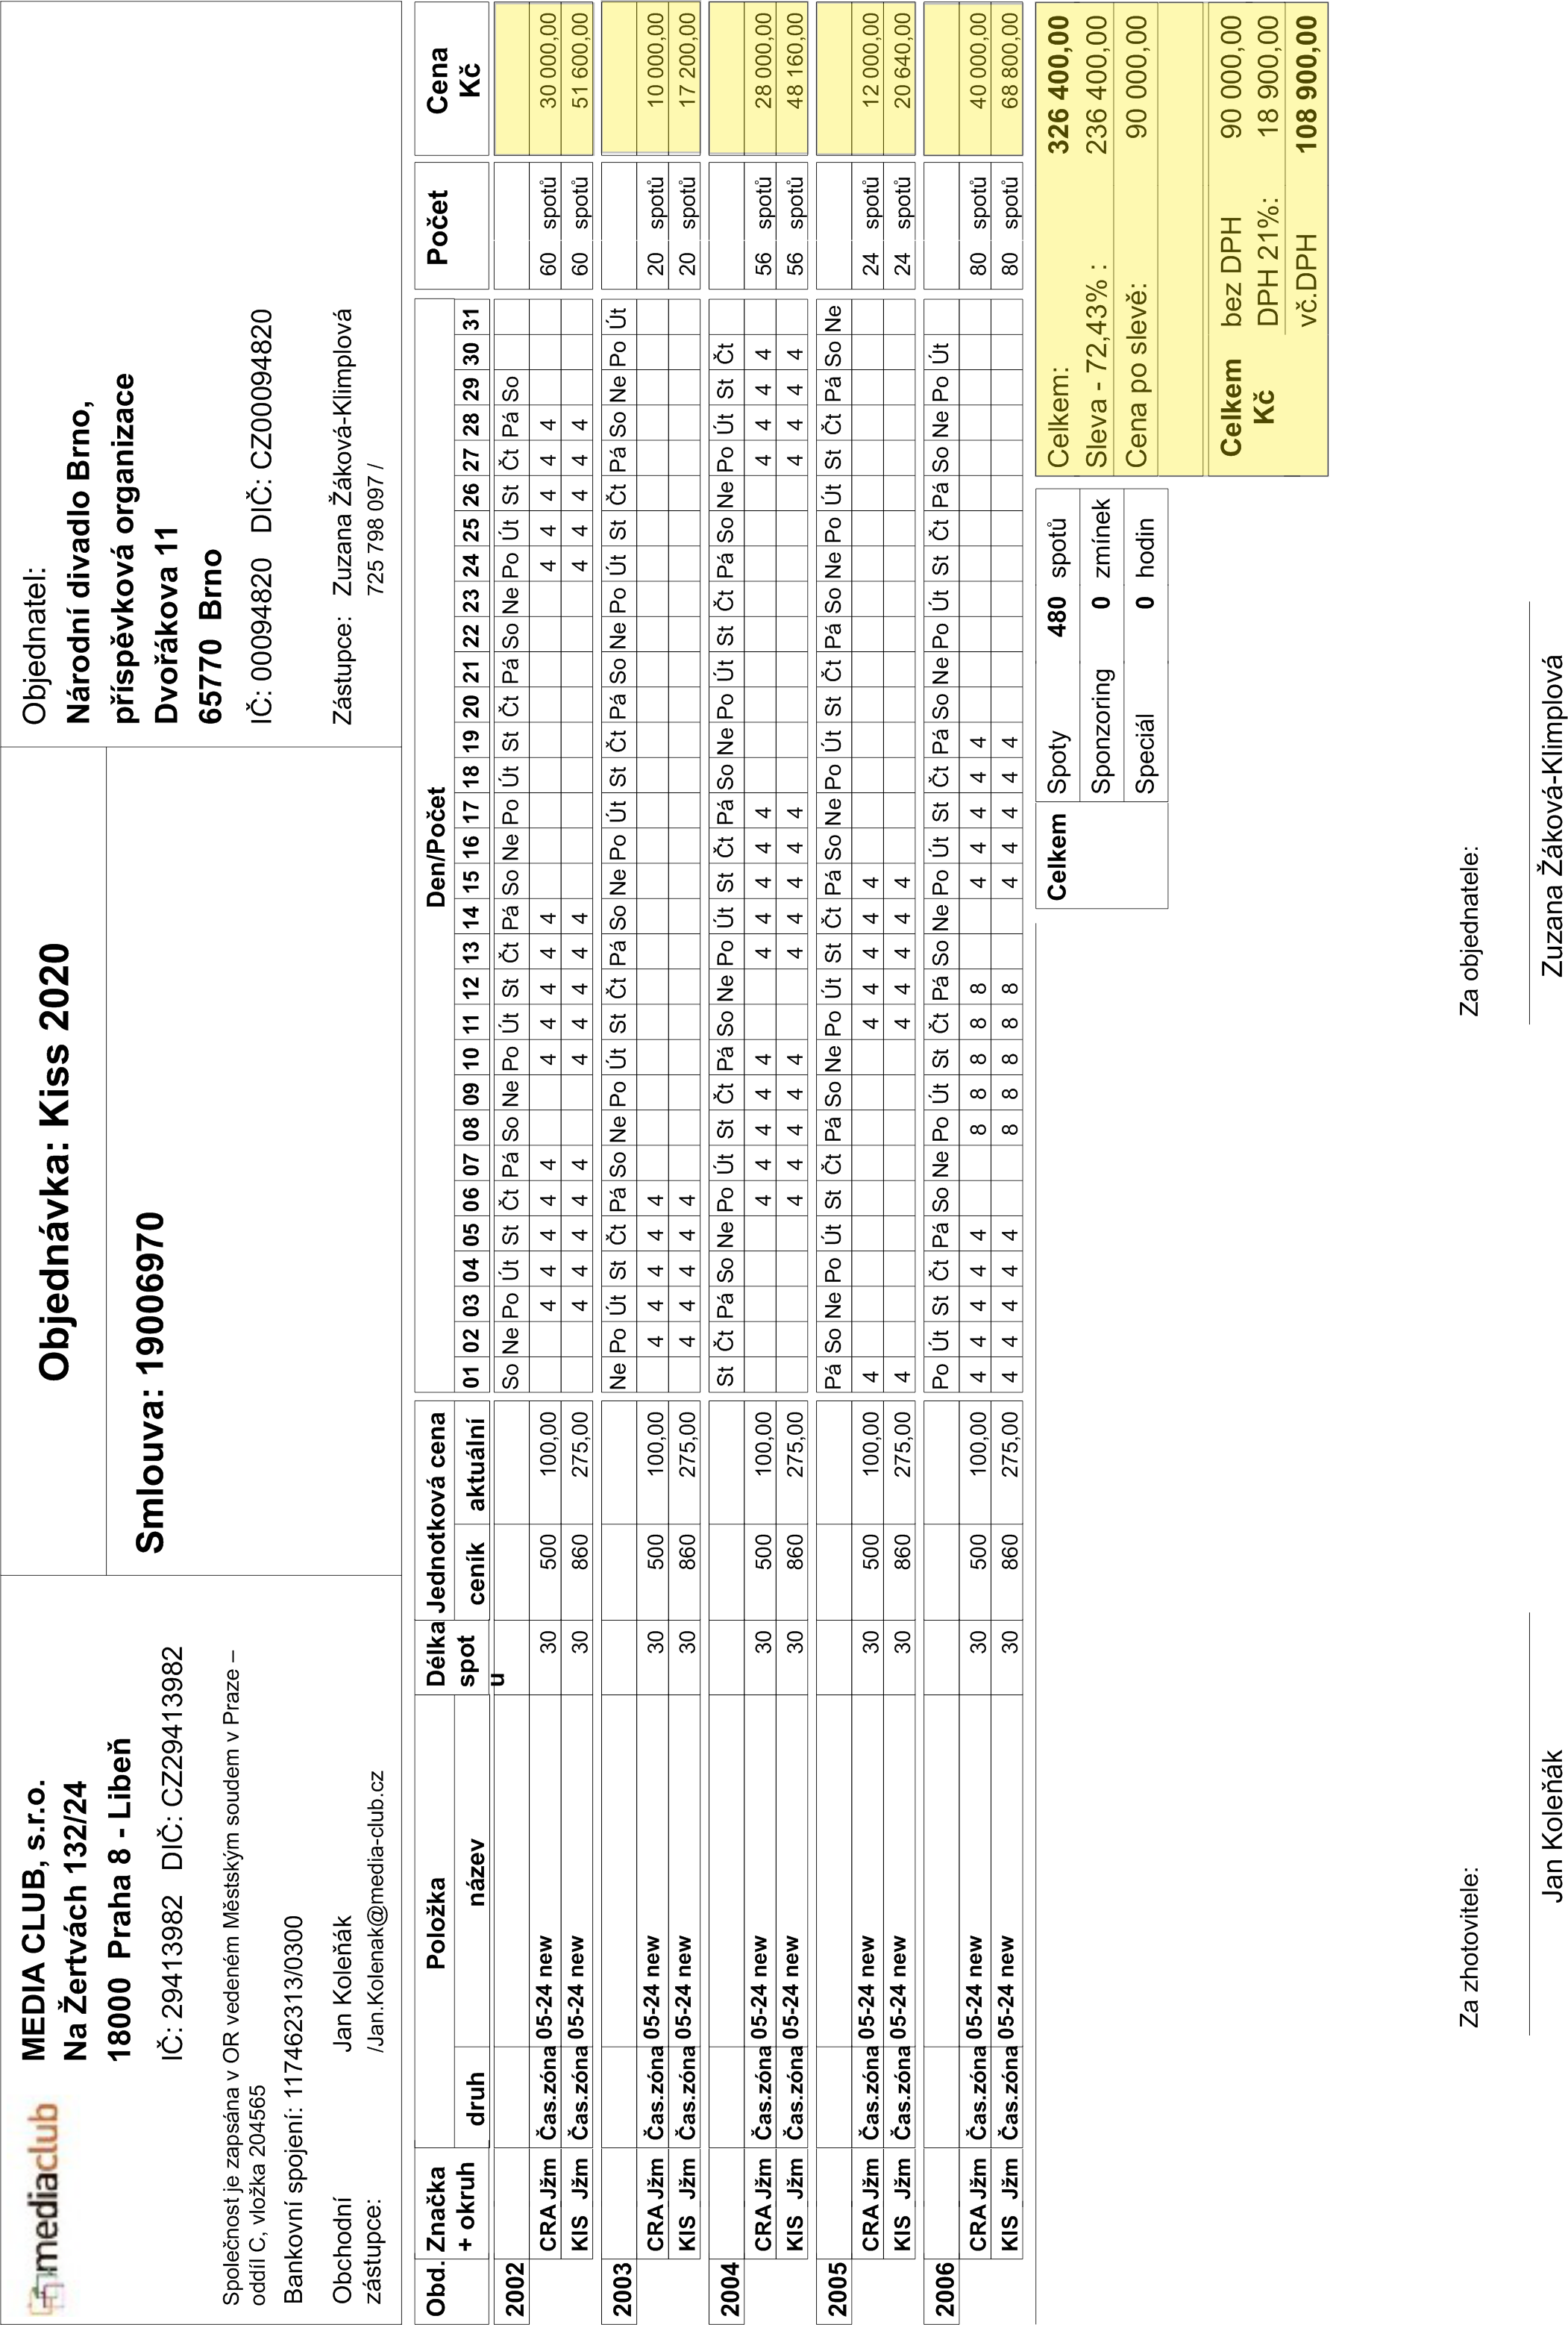 mediaclub
MEDIA CLUB, s.r.o.
Na Žertvách 132/24
18000 Praha 8 - Libeň
IČ: 29413982 DIČ: CZ29413982
Společnost je zapsána v OR vedeném Městským soudem v Praze –
oddíl C, vložka 204565
Bankovní spojení: 117462313/0300
Obchodní Jan Koleňák
zástupce: /Jan.Kolenak@media-club.cz
Objednávka: Kiss 2020
Smlouva: 19006970
Objednatel:
Národní divadlo Brno,
příspěvková organizace
Dvořákova 11
65770 Brno
IČ: 00094820 DIČ: CZ00094820
Zástupce: Zuzana Žáková-Klimplová
725 798 097 /
Obd. Značka Položka Délka Jednotková cena Den/Počet Počet Cena
+ okruh druh název spot ceník aktuální 01 02 03 04 05 06 07 08 09 10 11 12 13 14 15 16 17 18 19 20 21 22 23 24 25 26 27 28 29 30 31 Kč
u
2002 So Ne Po Út St Čt Pá So Ne Po Út St Čt Pá So Ne Po Út St Čt Pá So Ne Po Út St Čt Pá So
CRA Jžm Čas.zóna 05-24 new 30 500 100,00 4 4 4 4 4 4 4 4 4 4 4 4 4 4 4 60 spotů 30 000,00
KIS Jžm Čas.zóna 05-24 new 30 860 275,00 4 4 4 4 4 4 4 4 4 4 4 4 4 4 4 60 spotů 51 600,00
2003 Ne Po Út St Čt Pá So Ne Po Út St Čt Pá So Ne Po Út St Čt Pá So Ne Po Út St Čt Pá So Ne Po Út
CRA Jžm Čas.zóna 05-24 new 30 500 100,00 4 4 4 4 4 20 spotů 10 000,00
KIS Jžm Čas.zóna 05-24 new 30 860 275,00 4 4 4 4 4 20 spotů 17 200,00
2004 St Čt Pá So Ne Po Út St Čt Pá So Ne Po Út St Čt Pá So Ne Po Út St Čt Pá So Ne Po Út St Čt
CRA Jžm Čas.zóna 05-24 new 30 500 100,00 4 4 4 4 4 4 4 4 4 4 4 4 4 4 56 spotů 28 000,00
KIS Jžm Čas.zóna 05-24 new 30 860 275,00 4 4 4 4 4 4 4 4 4 4 4 4 4 4 56 spotů 48 160,00
2005 Pá So Ne Po Út St Čt Pá So Ne Po Út St Čt Pá So Ne Po Út St Čt Pá So Ne Po Út St Čt Pá So Ne
CRA Jžm Čas.zóna 05-24 new 30 500 100,00 4 4 4 4 4 4 24 spotů 12 000,00
KIS Jžm Čas.zóna 05-24 new 30 860 275,00 4 4 4 4 4 4 24 spotů 20 640,00
2006 Po Út St Čt Pá So Ne Po Út St Čt Pá So Ne Po Út St Čt Pá So Ne Po Út St Čt Pá So Ne Po Út
CRA Jžm Čas.zóna 05-24 new 30 500 100,00 4 4 4 4 4 8 8 8 8 8 4 4 4 4 4 80 spotů 40 000,00
KIS Jžm Čas.zóna 05-24 new 30 860 275,00 4 4 4 4 4 8 8 8 8 8 4 4 4 4 4 80 spotů 68 800,00
Celkem Spoty 480 spotů Celkem: 326 400,00
Sponzoring 0 zmínek Sleva - 72,43% : 236 400,00
Speciál 0 hodin Cena po slevě: 90 000,00
Celkem bez DPH 90 000,00
Kč DPH 21%: 18 900,00
vč.DPH 108 900,00
Za zhotovitele: Za objednatele:
Jan Koleňák Zuzana Žáková-Klimplová